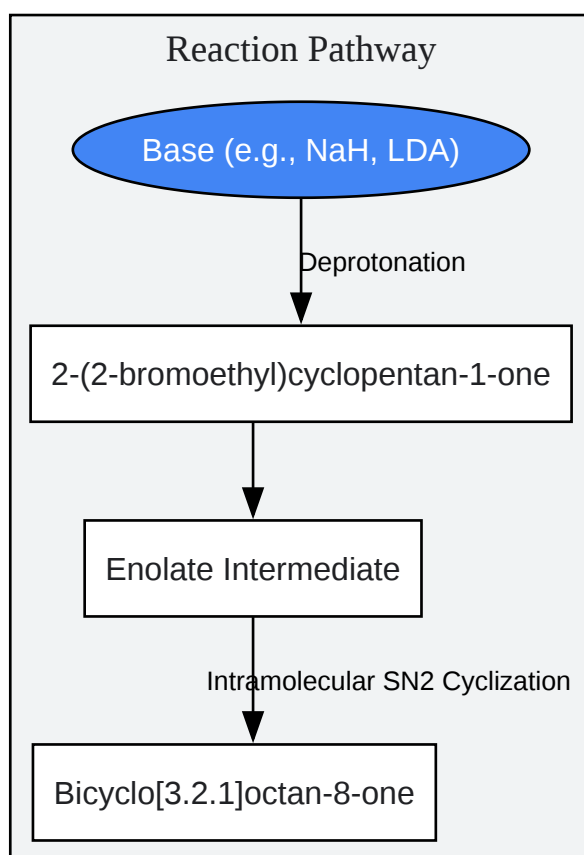 Reaction Pathway
Base (e.g., NaH, LDA)
Deprotonation
2-(2-bromoethyl)cyclopentan-1-one
Enolate Intermediate
Intramolecular SN2 Cyclization
Bicyclo[3.2.1]octan-8-one